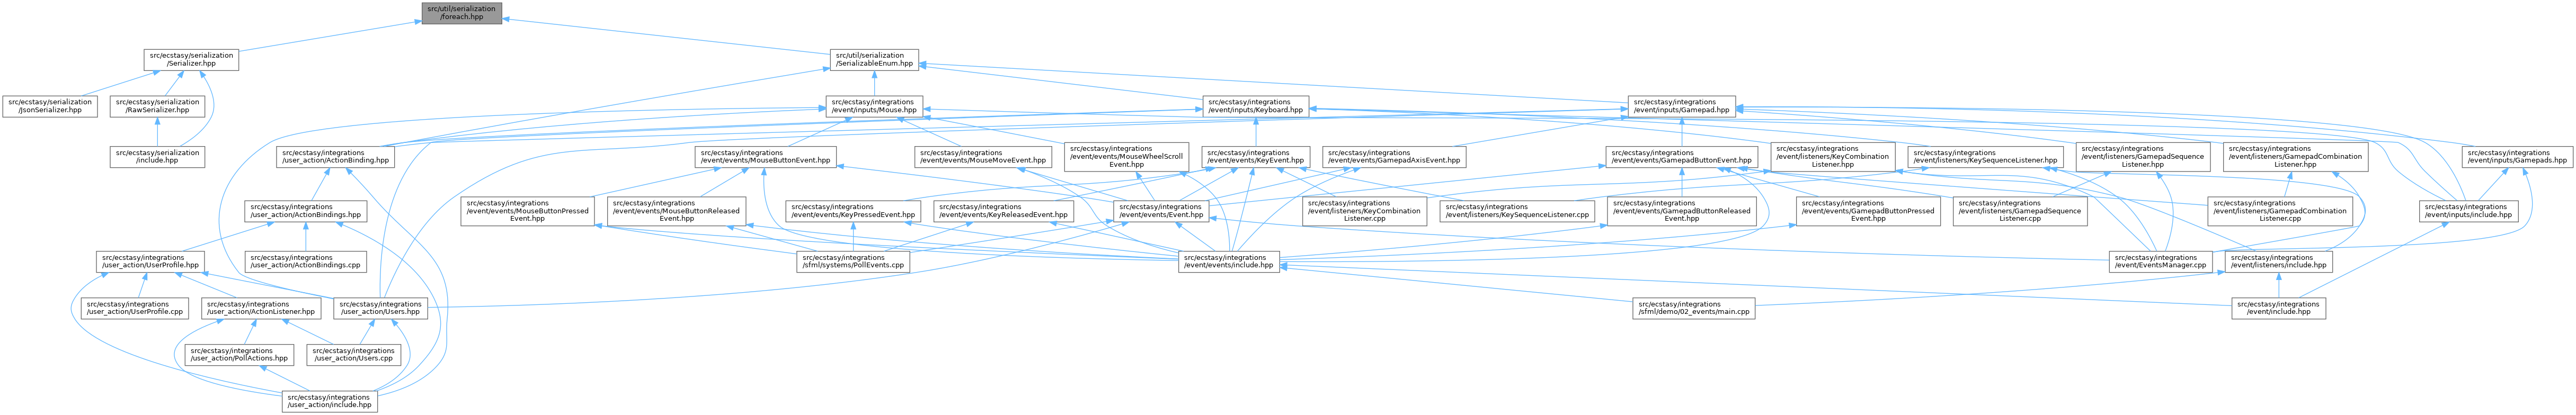 src/util/serialization
/foreach.hpp
src/ecstasy/serialization
/Serializer.hpp
src/util/serialization
/SerializableEnum.hpp
src/ecstasy/serialization
/JsonSerializer.hpp
src/ecstasy/serialization
/RawSerializer.hpp
src/ecstasy/integrations
/event/inputs/Mouse.hpp
src/ecstasy/integrations
/event/inputs/Keyboard.hpp
src/ecstasy/integrations
/event/inputs/Gamepad.hpp
src/ecstasy/serialization
/include.hpp
src/ecstasy/integrations
/user_action/ActionBinding.hpp
src/ecstasy/integrations
/event/events/MouseButtonEvent.hpp
src/ecstasy/integrations
/event/events/MouseMoveEvent.hpp
src/ecstasy/integrations
/event/events/MouseWheelScroll
Event.hpp
src/ecstasy/integrations
/event/events/KeyEvent.hpp
src/ecstasy/integrations
/event/events/GamepadAxisEvent.hpp
src/ecstasy/integrations
/event/events/GamepadButtonEvent.hpp
src/ecstasy/integrations
/event/listeners/KeyCombination
Listener.hpp
src/ecstasy/integrations
/event/listeners/KeySequenceListener.hpp
src/ecstasy/integrations
/event/listeners/GamepadSequence
Listener.hpp
src/ecstasy/integrations
/event/listeners/GamepadCombination
Listener.hpp
src/ecstasy/integrations
/event/inputs/Gamepads.hpp
src/ecstasy/integrations
/user_action/ActionBindings.hpp
src/ecstasy/integrations
/event/events/MouseButtonPressed
Event.hpp
src/ecstasy/integrations
/event/events/MouseButtonReleased
Event.hpp
src/ecstasy/integrations
/event/events/KeyPressedEvent.hpp
src/ecstasy/integrations
/event/events/KeyReleasedEvent.hpp
src/ecstasy/integrations
/event/events/Event.hpp
src/ecstasy/integrations
/event/listeners/KeyCombination
Listener.cpp
src/ecstasy/integrations
/event/listeners/KeySequenceListener.cpp
src/ecstasy/integrations
/event/events/GamepadButtonReleased
Event.hpp
src/ecstasy/integrations
/event/events/GamepadButtonPressed
Event.hpp
src/ecstasy/integrations
/event/listeners/GamepadSequence
Listener.cpp
src/ecstasy/integrations
/event/listeners/GamepadCombination
Listener.cpp
src/ecstasy/integrations
/event/inputs/include.hpp
src/ecstasy/integrations
/user_action/UserProfile.hpp
src/ecstasy/integrations
/user_action/ActionBindings.cpp
src/ecstasy/integrations
/sfml/systems/PollEvents.cpp
src/ecstasy/integrations
/event/events/include.hpp
src/ecstasy/integrations
/event/EventsManager.cpp
src/ecstasy/integrations
/event/listeners/include.hpp
src/ecstasy/integrations
/user_action/UserProfile.cpp
src/ecstasy/integrations
/user_action/ActionListener.hpp
src/ecstasy/integrations
/user_action/Users.hpp
src/ecstasy/integrations
/sfml/demo/02_events/main.cpp
src/ecstasy/integrations
/event/include.hpp
src/ecstasy/integrations
/user_action/PollActions.hpp
src/ecstasy/integrations
/user_action/Users.cpp
src/ecstasy/integrations
/user_action/include.hpp